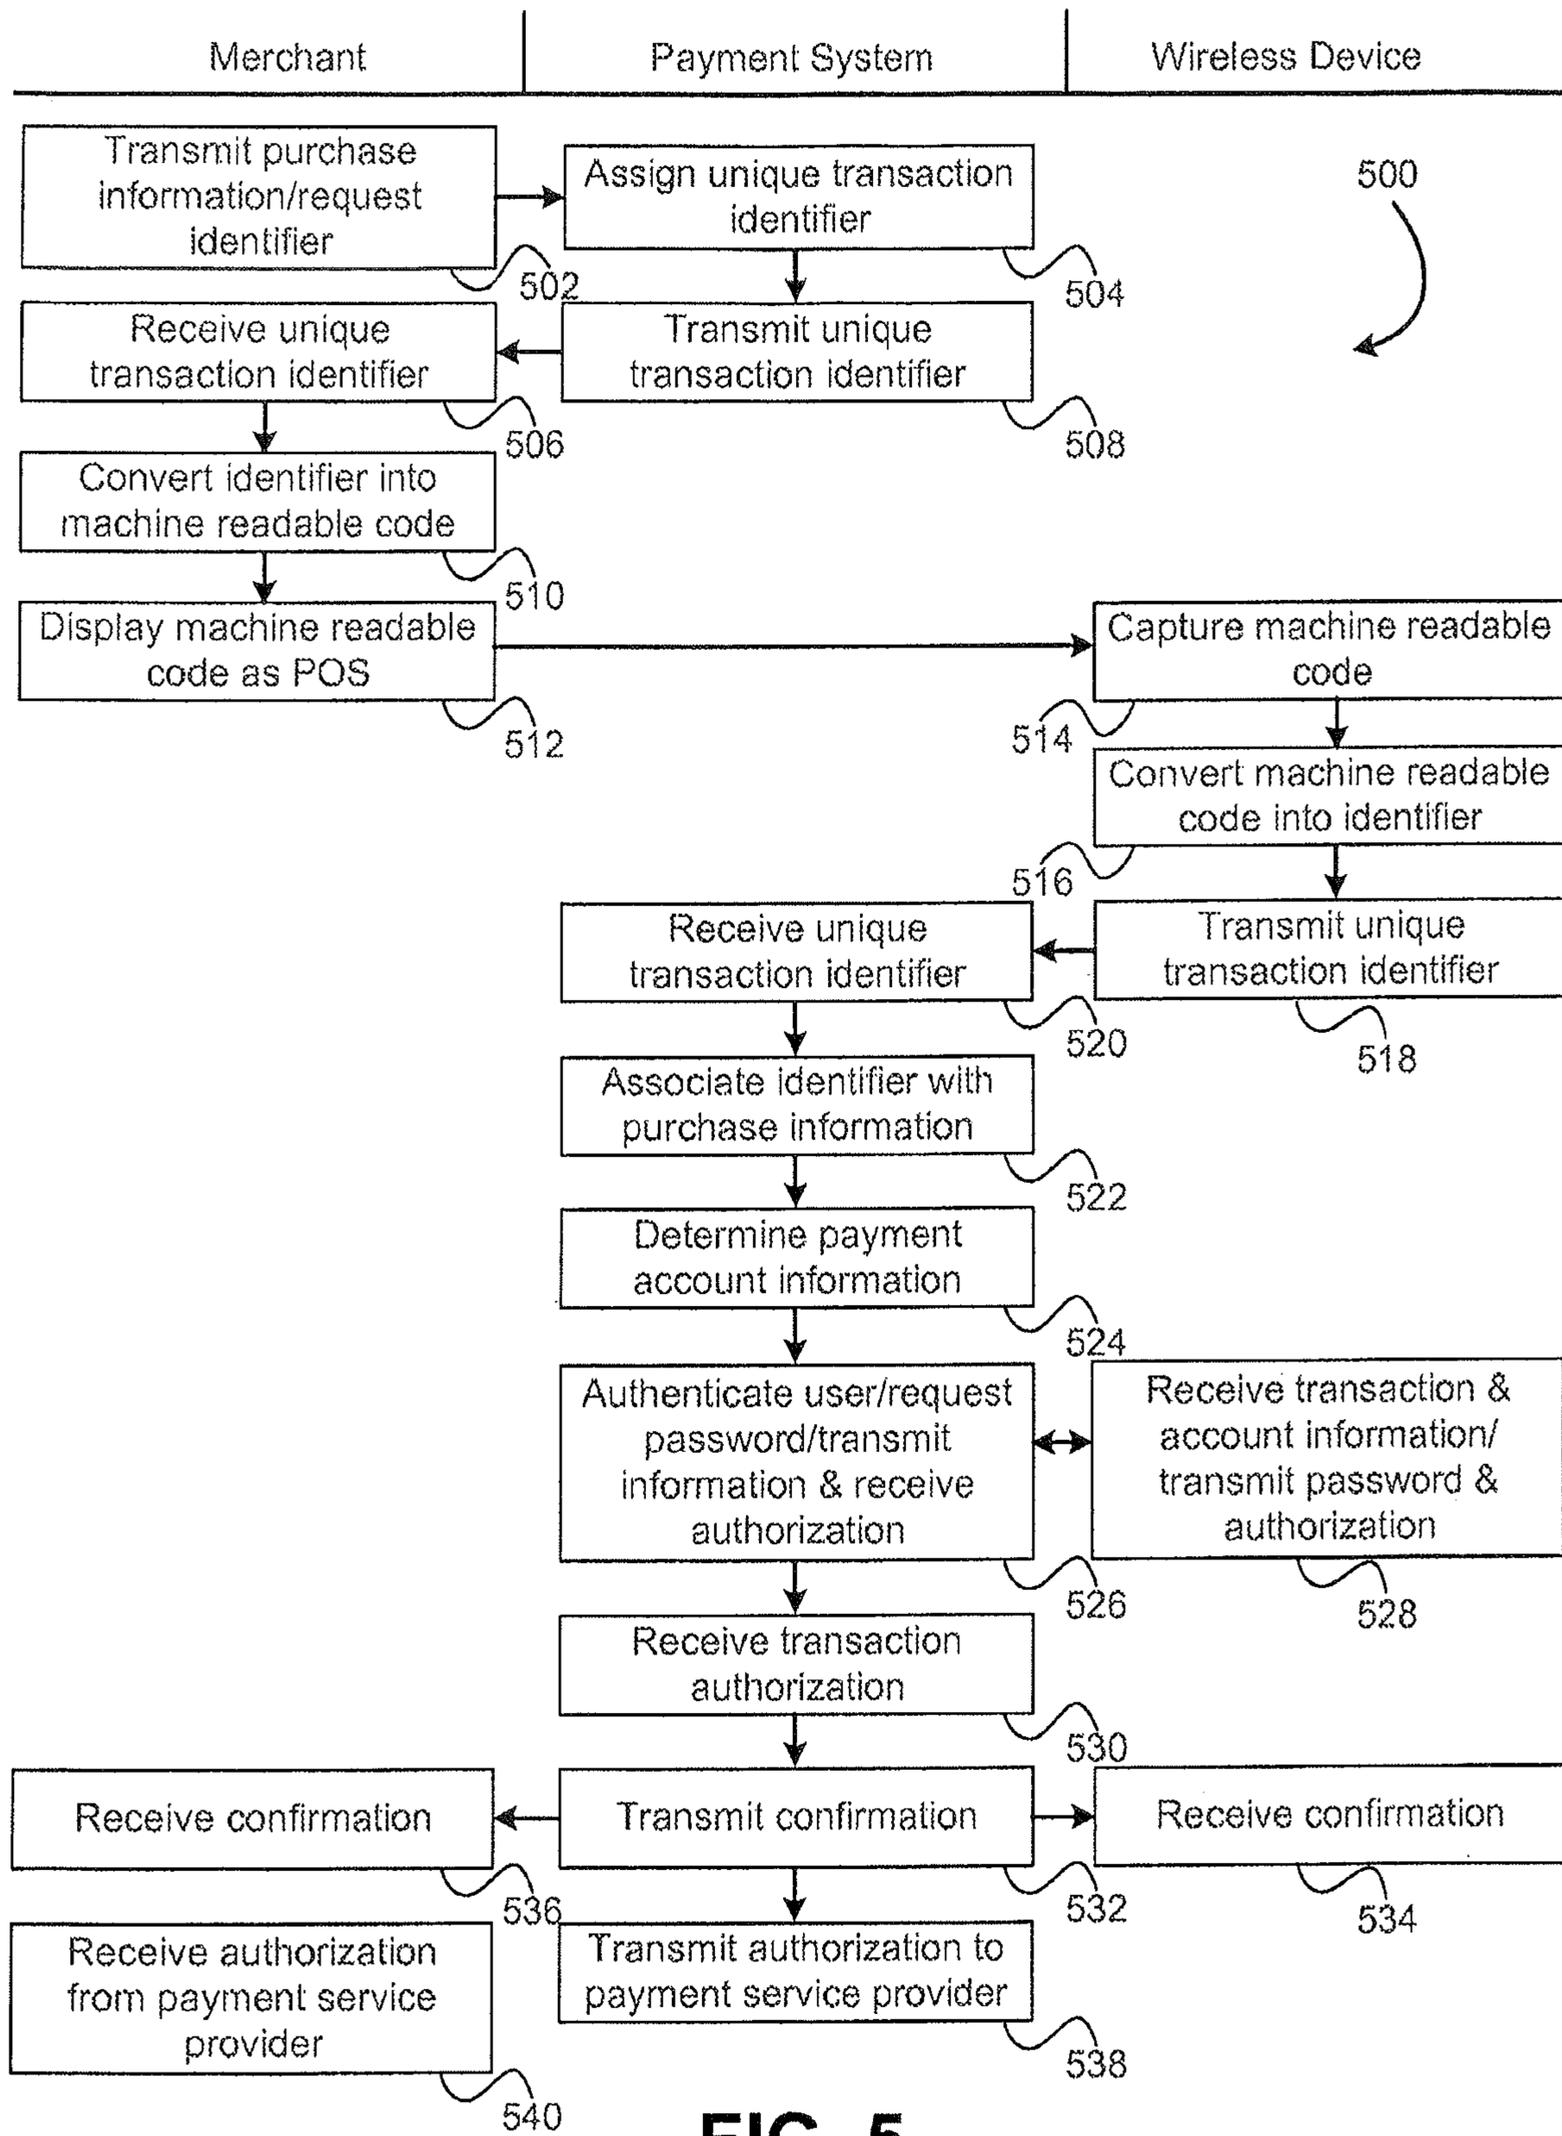 Merchant
Payment System
Wireless Device
Transmit purchase
information/request
identifier
502
Assign unique transaction
identifier
504
500
Receive unique
transaction identifier
506
Transmit unique
transaction identifier
508
Convert identifier into
machine readable code
510
Display machine readable
code as POS
512
Capture machine readable
code
514
Convert machine readable
code into identifier
516
Receive unique
transaction identifier
520
Transmit unique
transaction identifier
518
Associate identifier with
purchase information
522
Determine payment
account information
524
Authenticate user/request
password/transmit
information & receive
authorization
526
Receive transaction &
account information/
transmit password &
authorization
528
Receive transaction
authorization
530
Receive confirmation
536
Transmit confirmation
532
Receive confirmation
534
Receive authorization
from payment service
provider
540
Transmit authorization to
payment service provider
538
FIG. 5